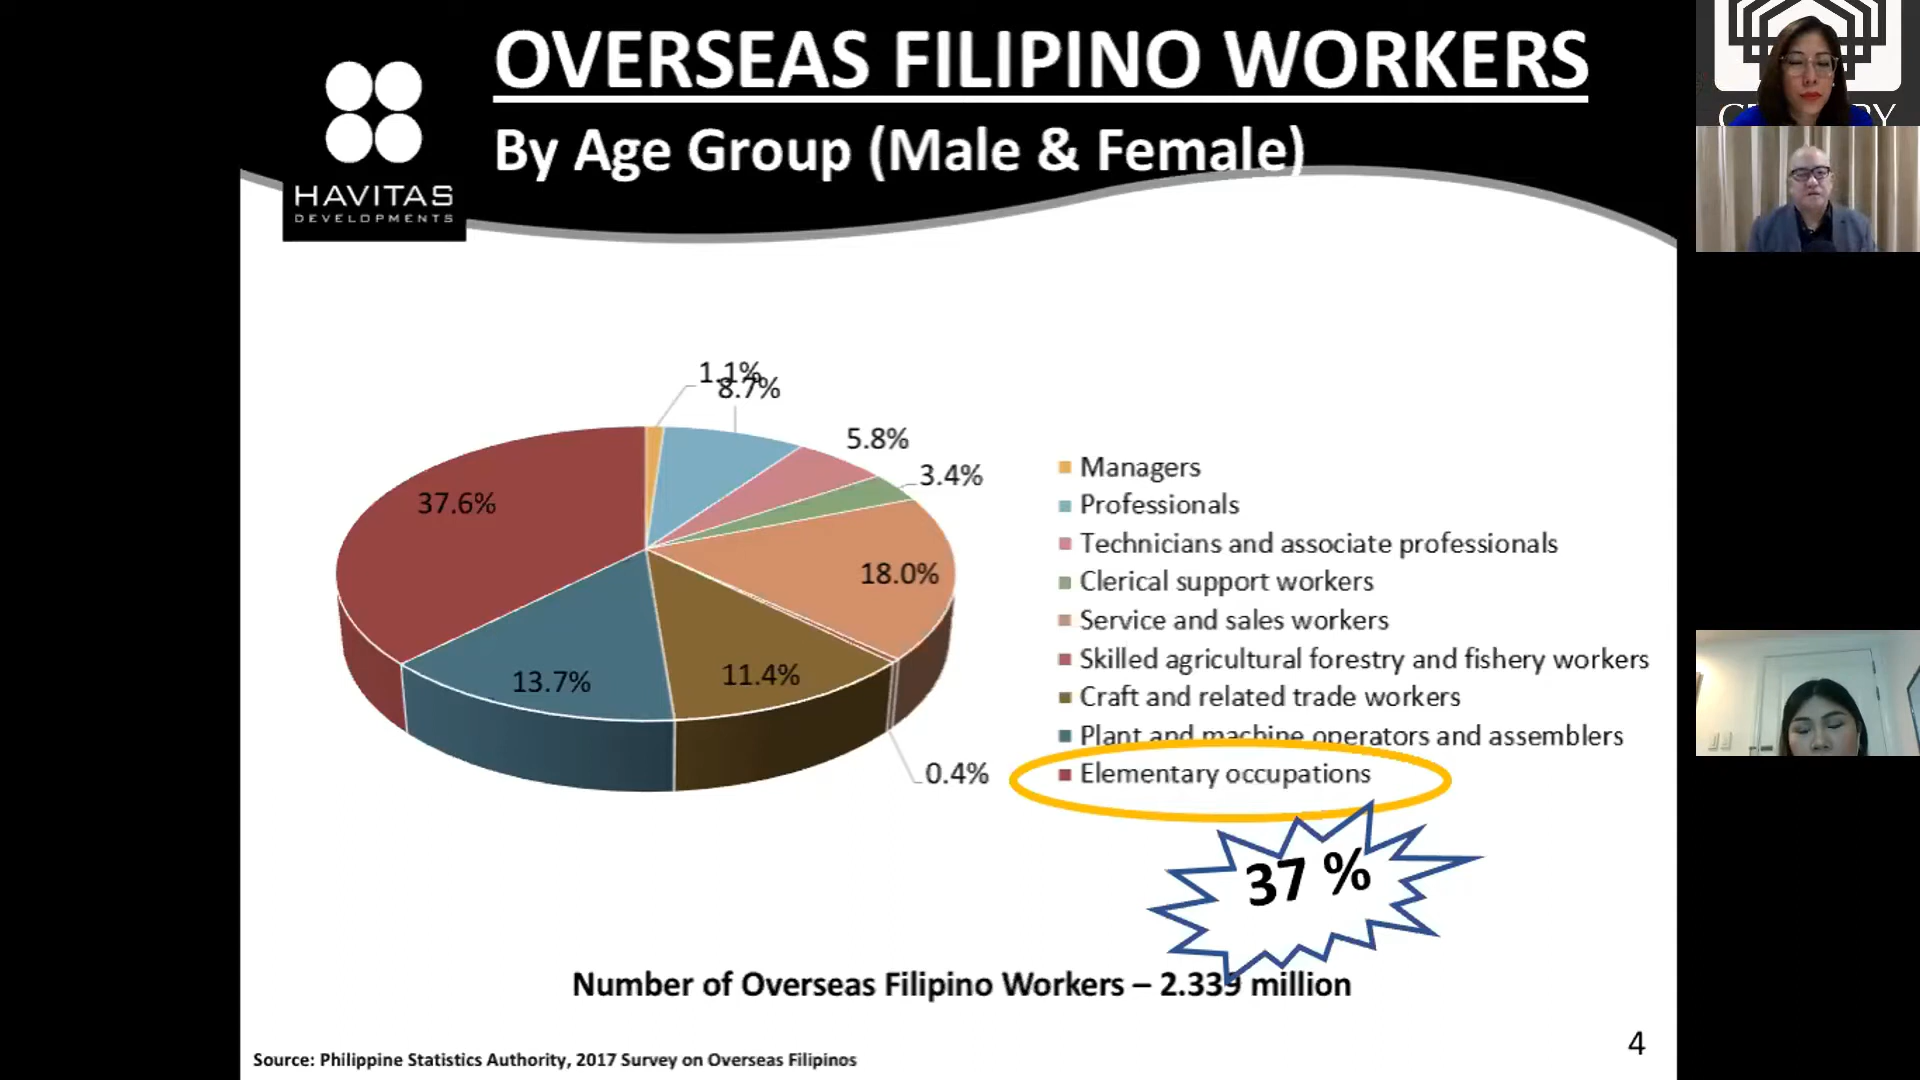 OVERSEAS FILIPINO WORKERS
By Age Group (Male & Female)
HAVITAS
DEVELOPMENTS
1.1%
8.7%
5.8%
3.4%
18.0%
37.6%
13.7%
11.4%
0.4%
Managers
Professionals
Technicians and associate professionals
Clerical support workers
Service and sales workers
Skilled agricultural forestry and fishery workers
Craft and related trade workers
Plant and machine operators and assemblers
Elementary occupations
37 %
Number of Overseas Filipino Workers – 2.339 million
Source: Philippine Statistics Authority, 2017 Survey on Overseas Filipinos
4